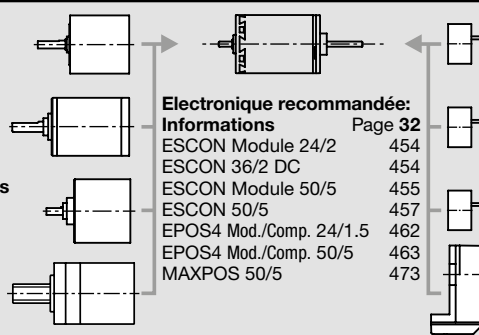 Electronique recommandée:
Informations Page 32
ESCON Module 24/2 454
ESCON 36/2 DC 454
ESCON Module 50/5 455
s
ESCON 50/5 457
EPOS4 Mod./Comp. 24/1.5 462
EPOS4 Mod./Comp. 50/5 463
MAXPOS 50/5 473